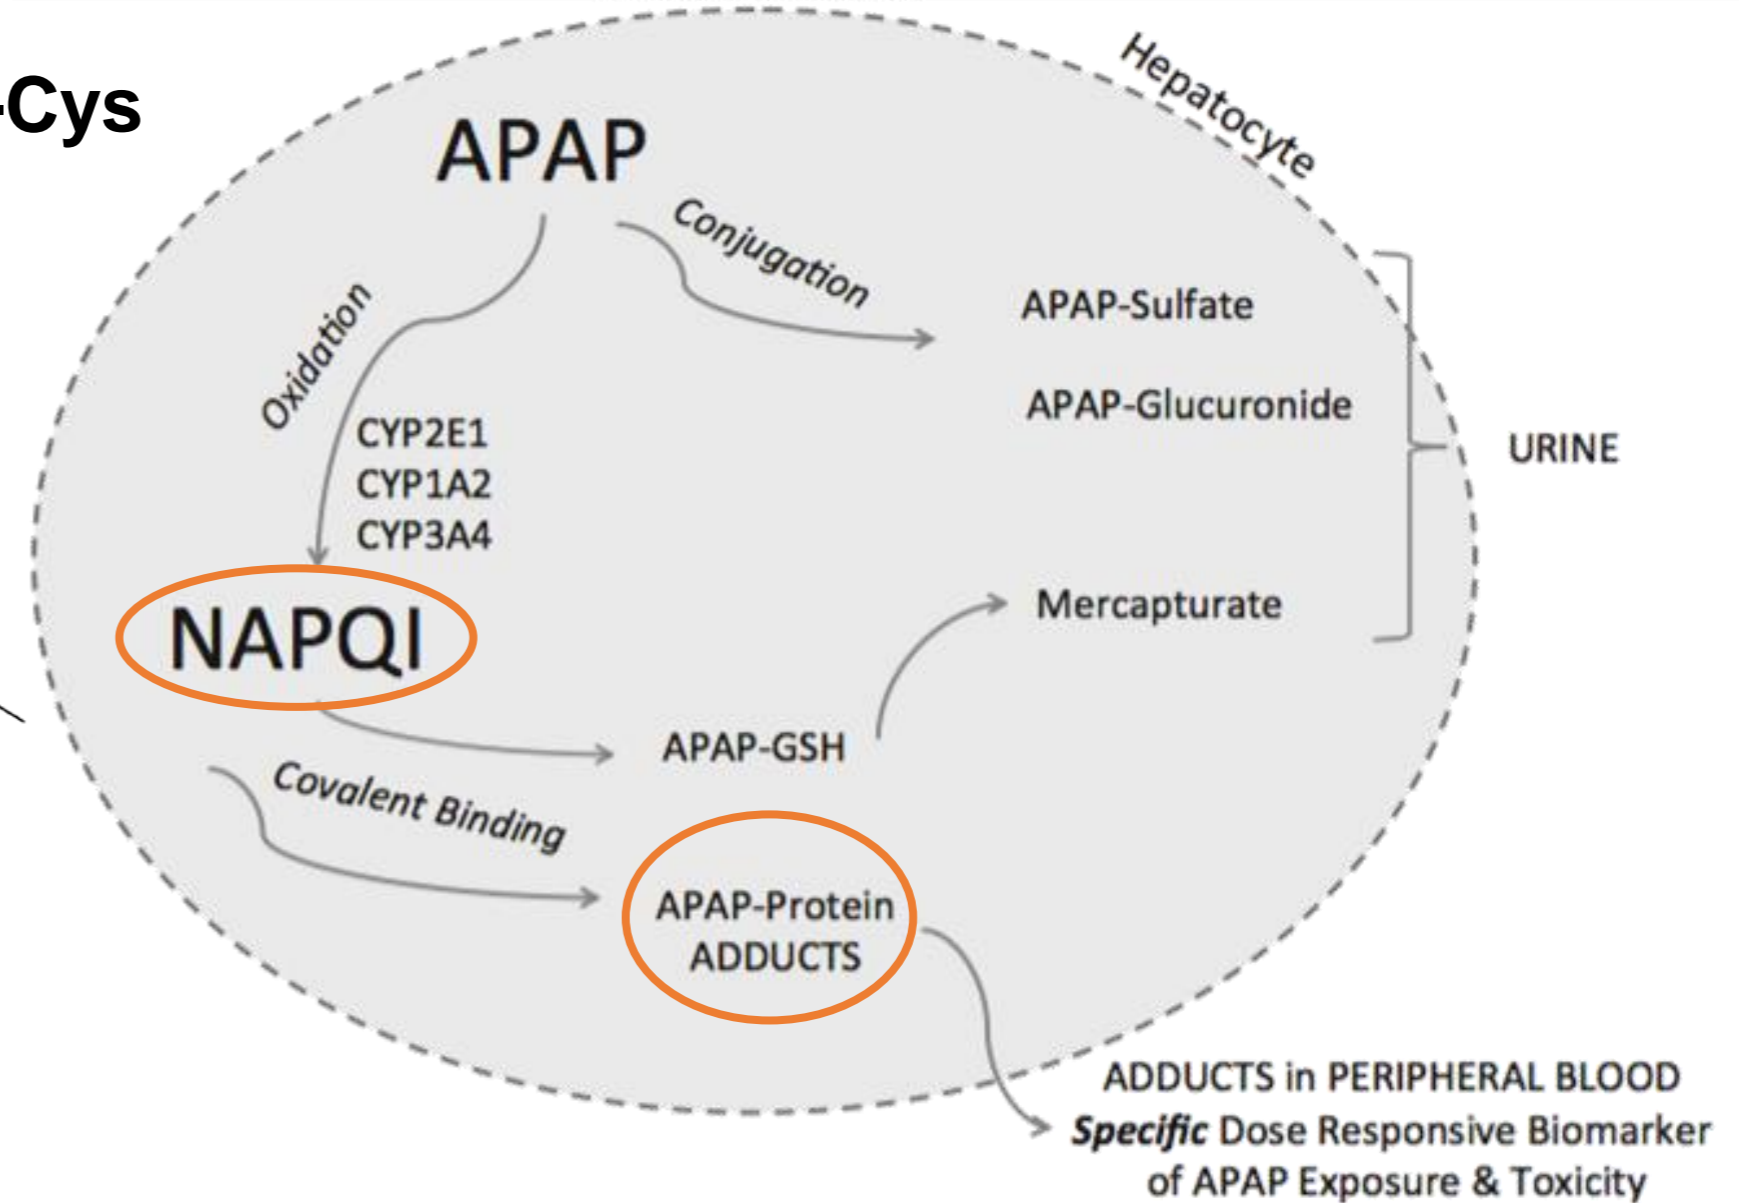 -Cys
Hepatocyte
APAP
Conjugation
Oxidation
APAP-Sulfate
APAP-Glucuronide
CYP2E1
CYP1A2
CYP3A4
URINE
NAPQI
Mercapturate
APAP-GSH
Covalent Binding
APAP-Protein
ADDUCTS
ADDUCTS in PERIPHERAL BLOOD
Specific Dose Responsive Biomarker
of APAP Exposure & Toxicity